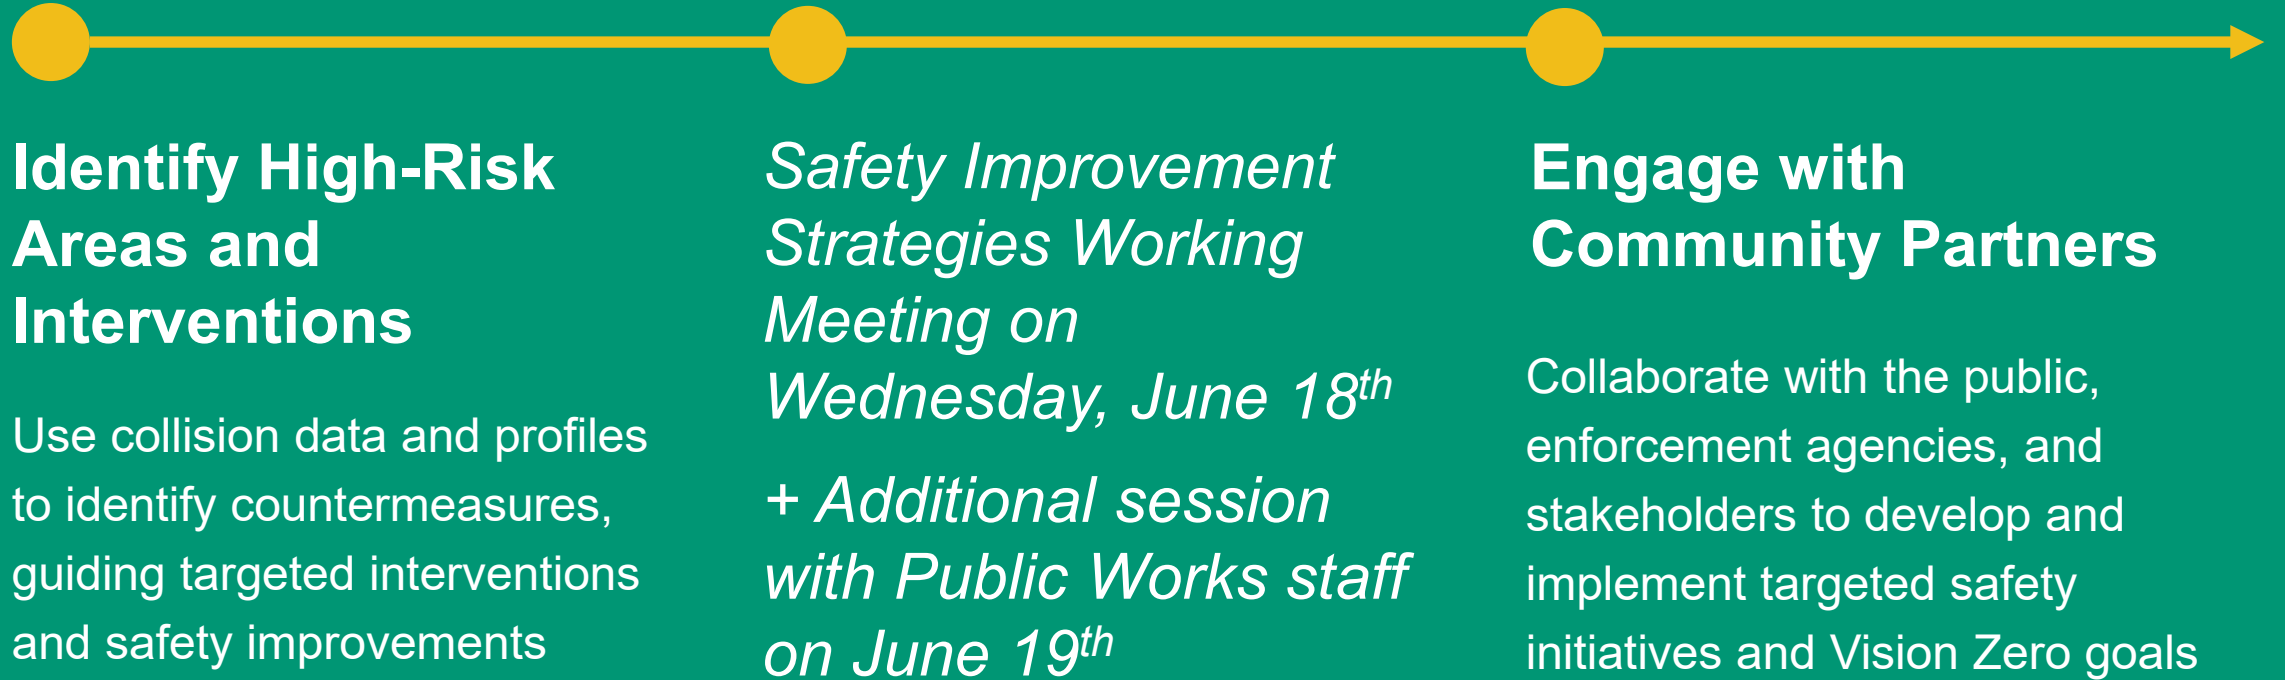 Identify High-Risk
Areas and
Interventions
Use collision data and profiles
to identify countermeasures,
guiding targeted interventions
and safety improvements
Safety Improvement
Strategies Working
Meeting on
Wednesday, June 18th
+ Additional session
with Public Works staff
on June 19th
Engage with
Community Partners
Collaborate with the public,
enforcement agencies, and
stakeholders to develop and
implement targeted safety
initiatives and Vision Zero goals